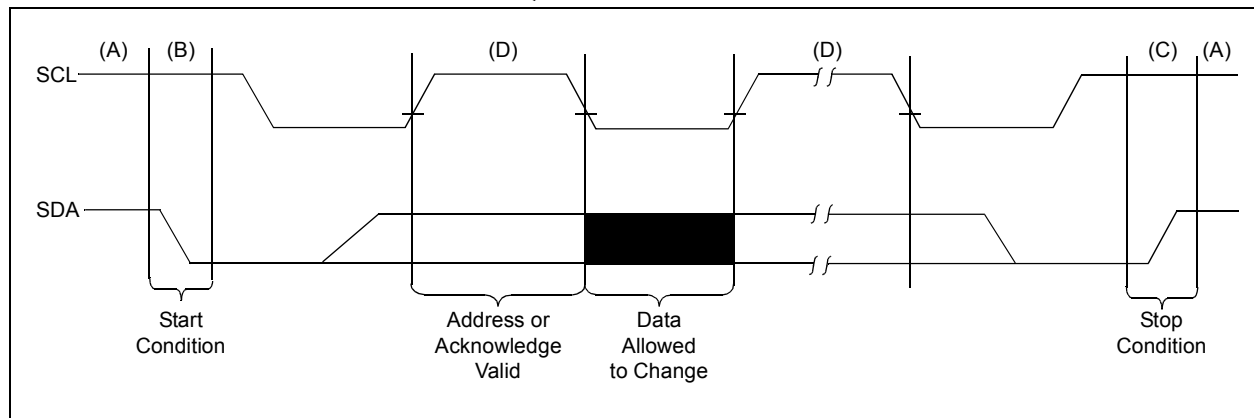 (A) (B) (D) (D) (C) (A)
SCL
SDA
Start
Condition
Address or
Acknowledge
Valid
Data
Allowed
to Change
Stop
Condition